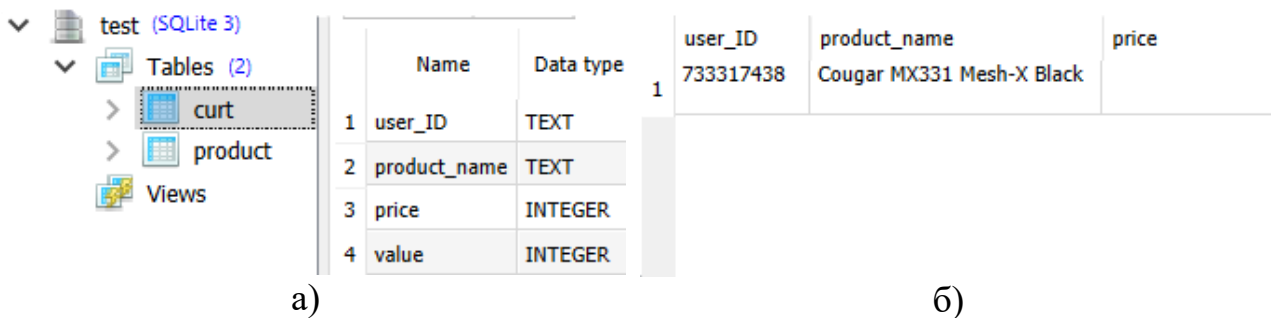 test (SQLite 3)
Tables (2)
curt
product
Views
Name Data type
1 user_ID TEXT
2 product_name TEXT
3 price INTEGER
4 value INTEGER
user_ID product_name price
1 733317438 Cougar MX331 Mesh-X Black
а) б)